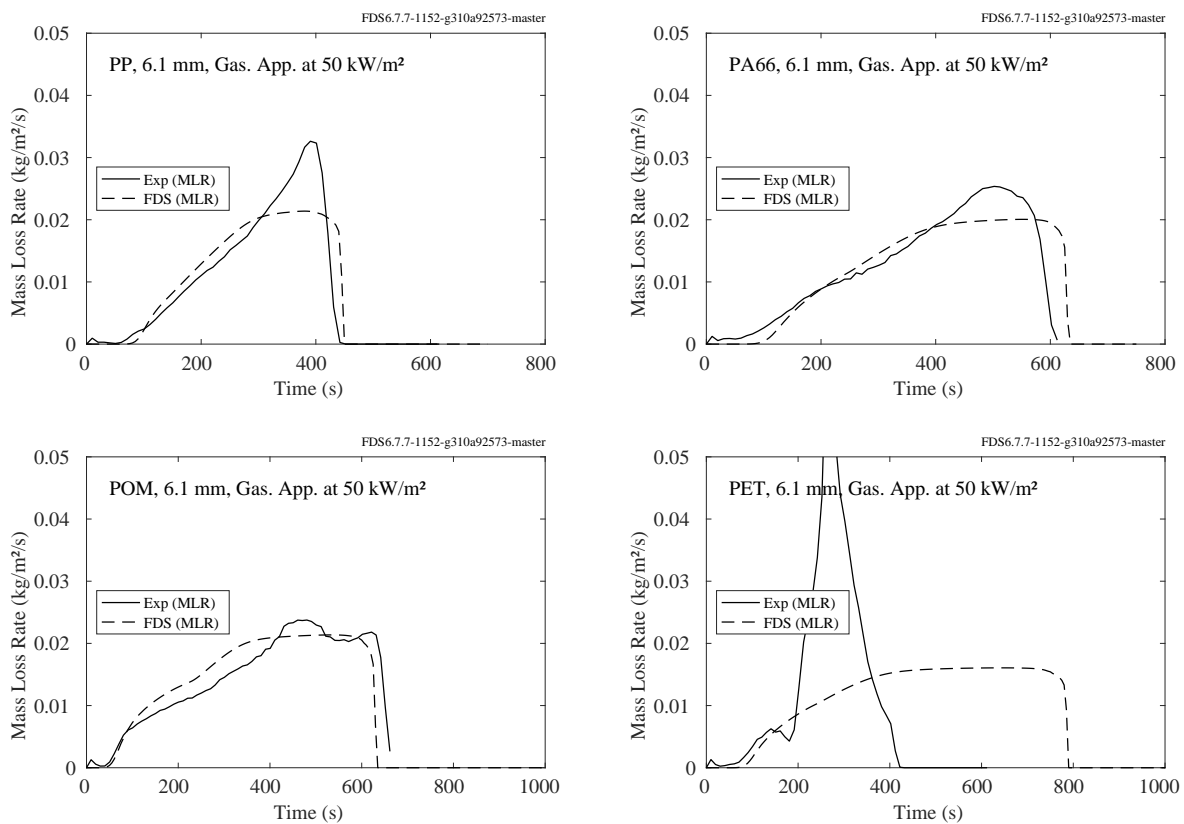 FDS6.7.7-1152-g310a92573-master
PP, 6.1 mm, Gas. App. at 50 kW/m²
Exp (MLR)
FDS (MLR)
Mass Loss Rate (kg/m²/s)
0.05
0.04
0.03
0.02
0.01
0
0 200 400 600 800
Time (s)
FDS6.7.7-1152-g310a92573-master
PA66, 6.1 mm, Gas. App. at 50 kW/m²
Exp (MLR)
FDS (MLR)
Mass Loss Rate (kg/m²/s)
0.05
0.04
0.03
0.02
0.01
0
0 200 400 600 800
Time (s)
FDS6.7.7-1152-g310a92573-master
POM, 6.1 mm, Gas. App. at 50 kW/m²
Exp (MLR)
FDS (MLR)
Mass Loss Rate (kg/m²/s)
0.05
0.04
0.03
0.02
0.01
0
0 200 400 600 800 1000
Time (s)
FDS6.7.7-1152-g310a92573-master
PET, 6.1 mm, Gas. App. at 50 kW/m²
Exp (MLR)
FDS (MLR)
Mass Loss Rate (kg/m²/s)
0.05
0.04
0.03
0.02
0.01
0
0 200 400 600 800 1000
Time (s)